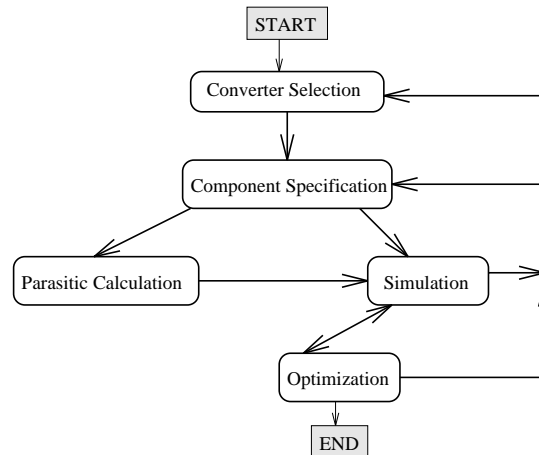 START
Converter Selection
Component Specification
Parasitic Calculation
Simulation
Optimization
END